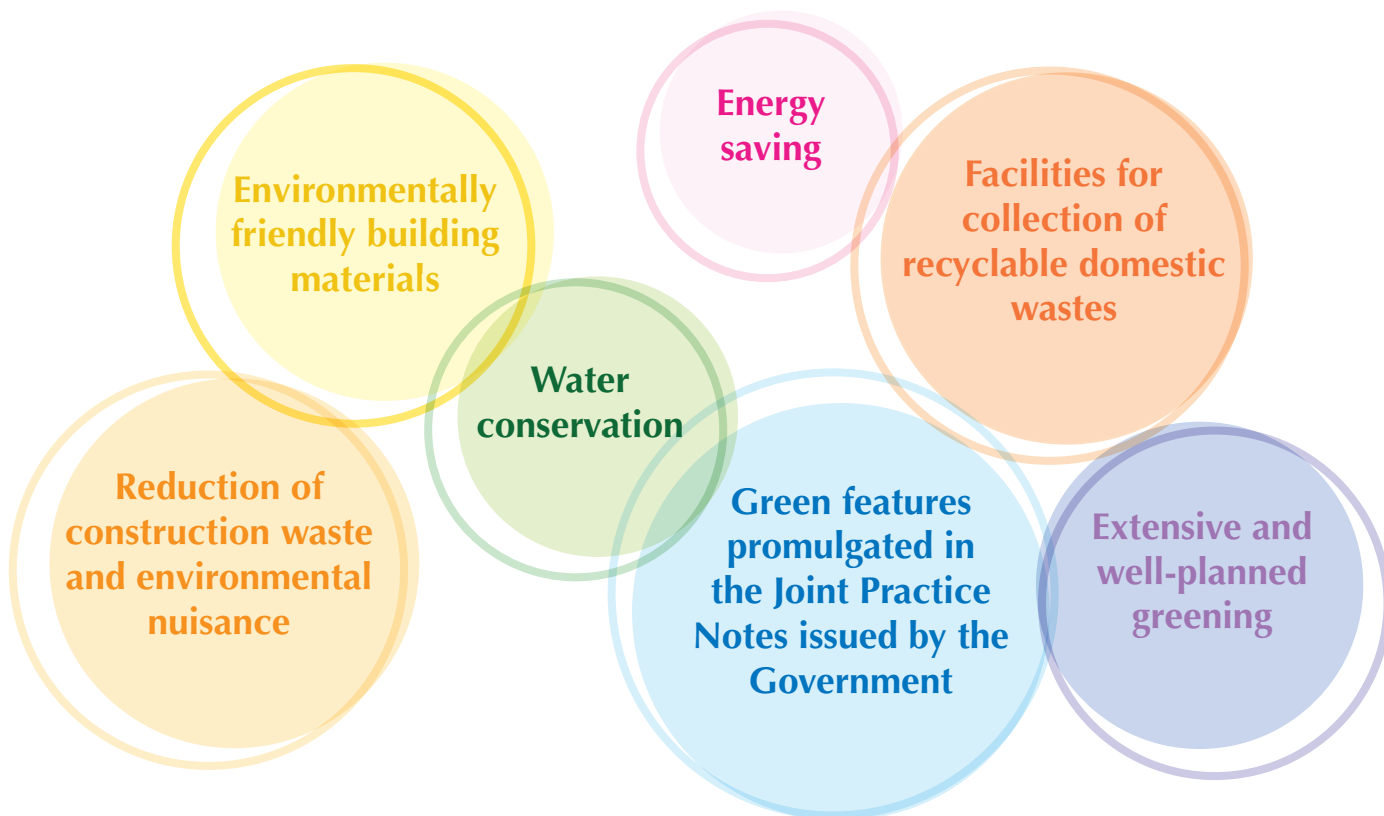 Energy
saving
Environmentally
friendly building
materials
Facilities for
collection of
recyclable domestic
wastes
Water
conservation
Reduction of
construction waste
and environmental
nuisance
Green features
promulgated in
the Joint Practice
Notes issued by the
Government
Extensive and
well-planned
greening